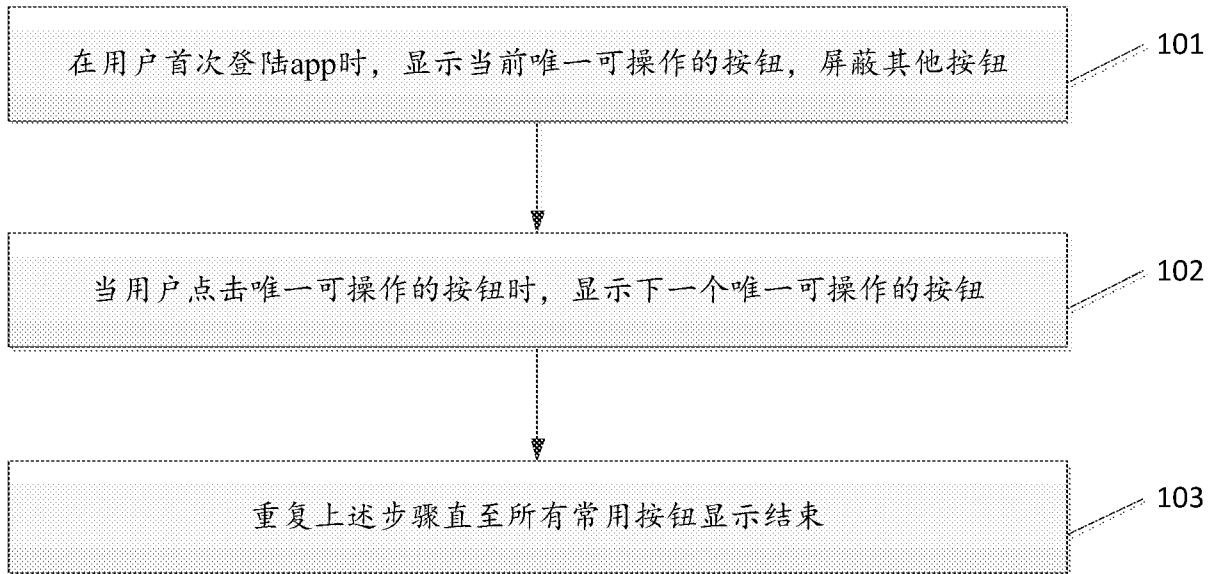 在用户首次登陆app时，显示当前唯一可操作的按钮，屏蔽其他按钮
101
当用户点击唯一可操作的按钮时，显示下一个唯一可操作的按钮
102
重复上述步骤直至所有常用按钮显示结束
103